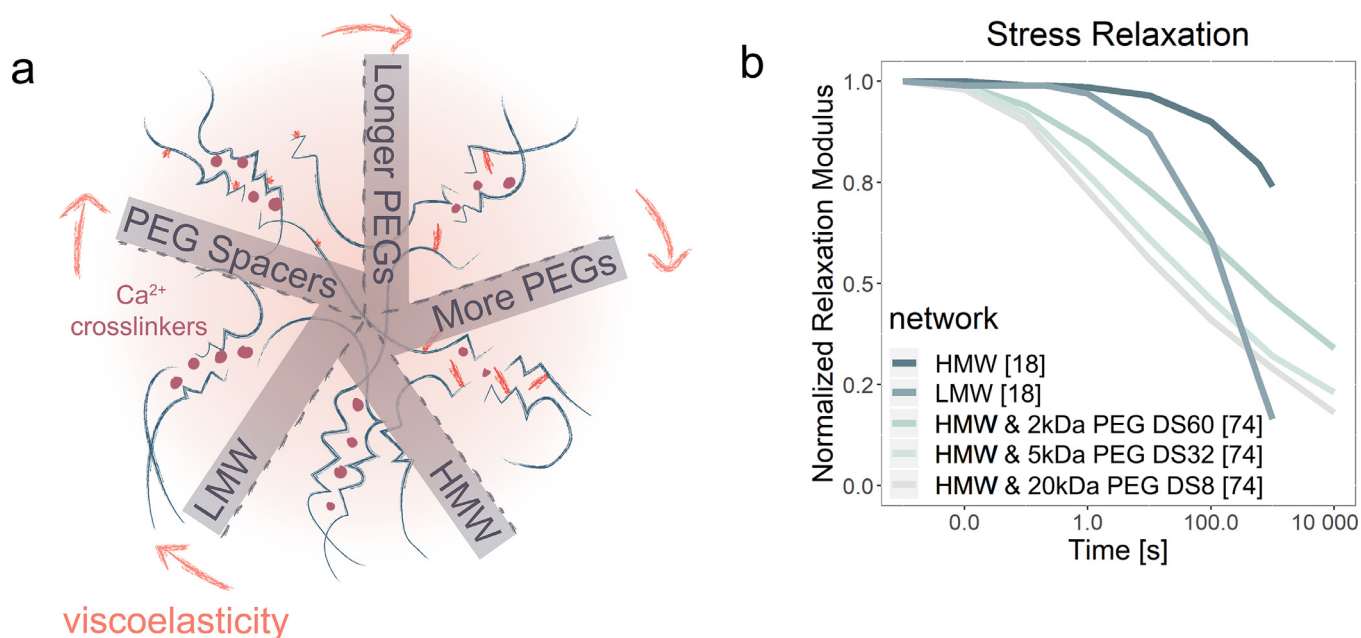 a
Longer PEGs
PEG Spacers
More PEGs
Ca²⁺
crosslinkers
LMW
HMW
viscoelasticity
b
Stress Relaxation
Normalized Relaxation Modulus
1.0
0.8
0.5
0.2
0.0
network
HMW [18]
LMW [18]
HMW & 2kDa PEG DS60 [74]
HMW & 5kDa PEG DS32 [74]
HMW & 20kDa PEG DS8 [74]
0.0 1.0 100.0 10 000
Time [s]